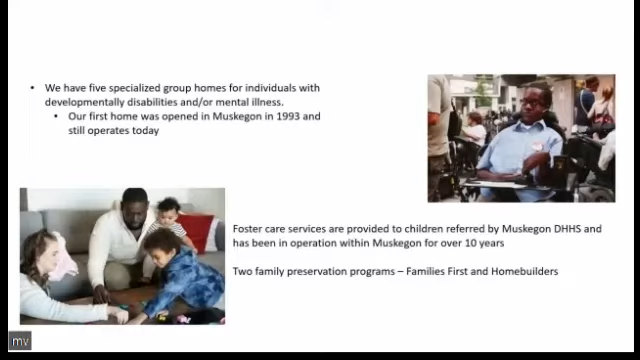 • We have five specialized group homes for individuals with
developmentally disabilities and/or mental illness.
• Our first home was opened in Muskegon in 1993 and
still operates today
Foster care services are provided to children referred by Muskegon DHHS and
has been in operation within Muskegon for over 10 years
Two family preservation programs – Families First and Homebuilders
mv